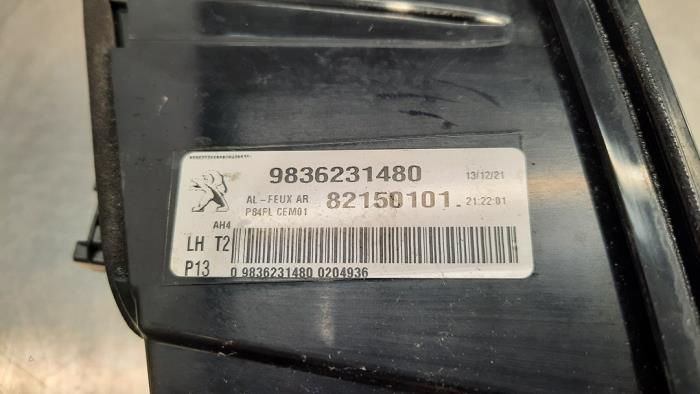 9836231480 13/12/21
AL-FEUX AR 82150101. 21:22:01
P84FL CEM01
AH4
LH T2
P13 0 9836231480 0204936